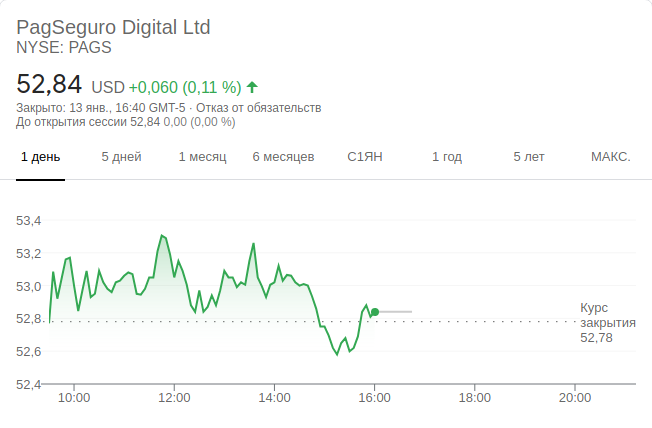 PagSeguro Digital Ltd
NYSE: PAGS
52,84 USD +0,060 (0,11 %)
Закрыто: 13 янв., 16:40 GMT-5 · Отказ от обязательств
До открытия сессии 52,84 0,00 (0,00 %)
1 день 5 дней 1 месяц 6 месяцев С1ЯН 1 год 5 лет МАКС.
53,4
53,2
53,0
52,8
52,6
52,4
Курс
закрытия
52,78
10:00 12:00 14:00 16:00 18:00 20:00